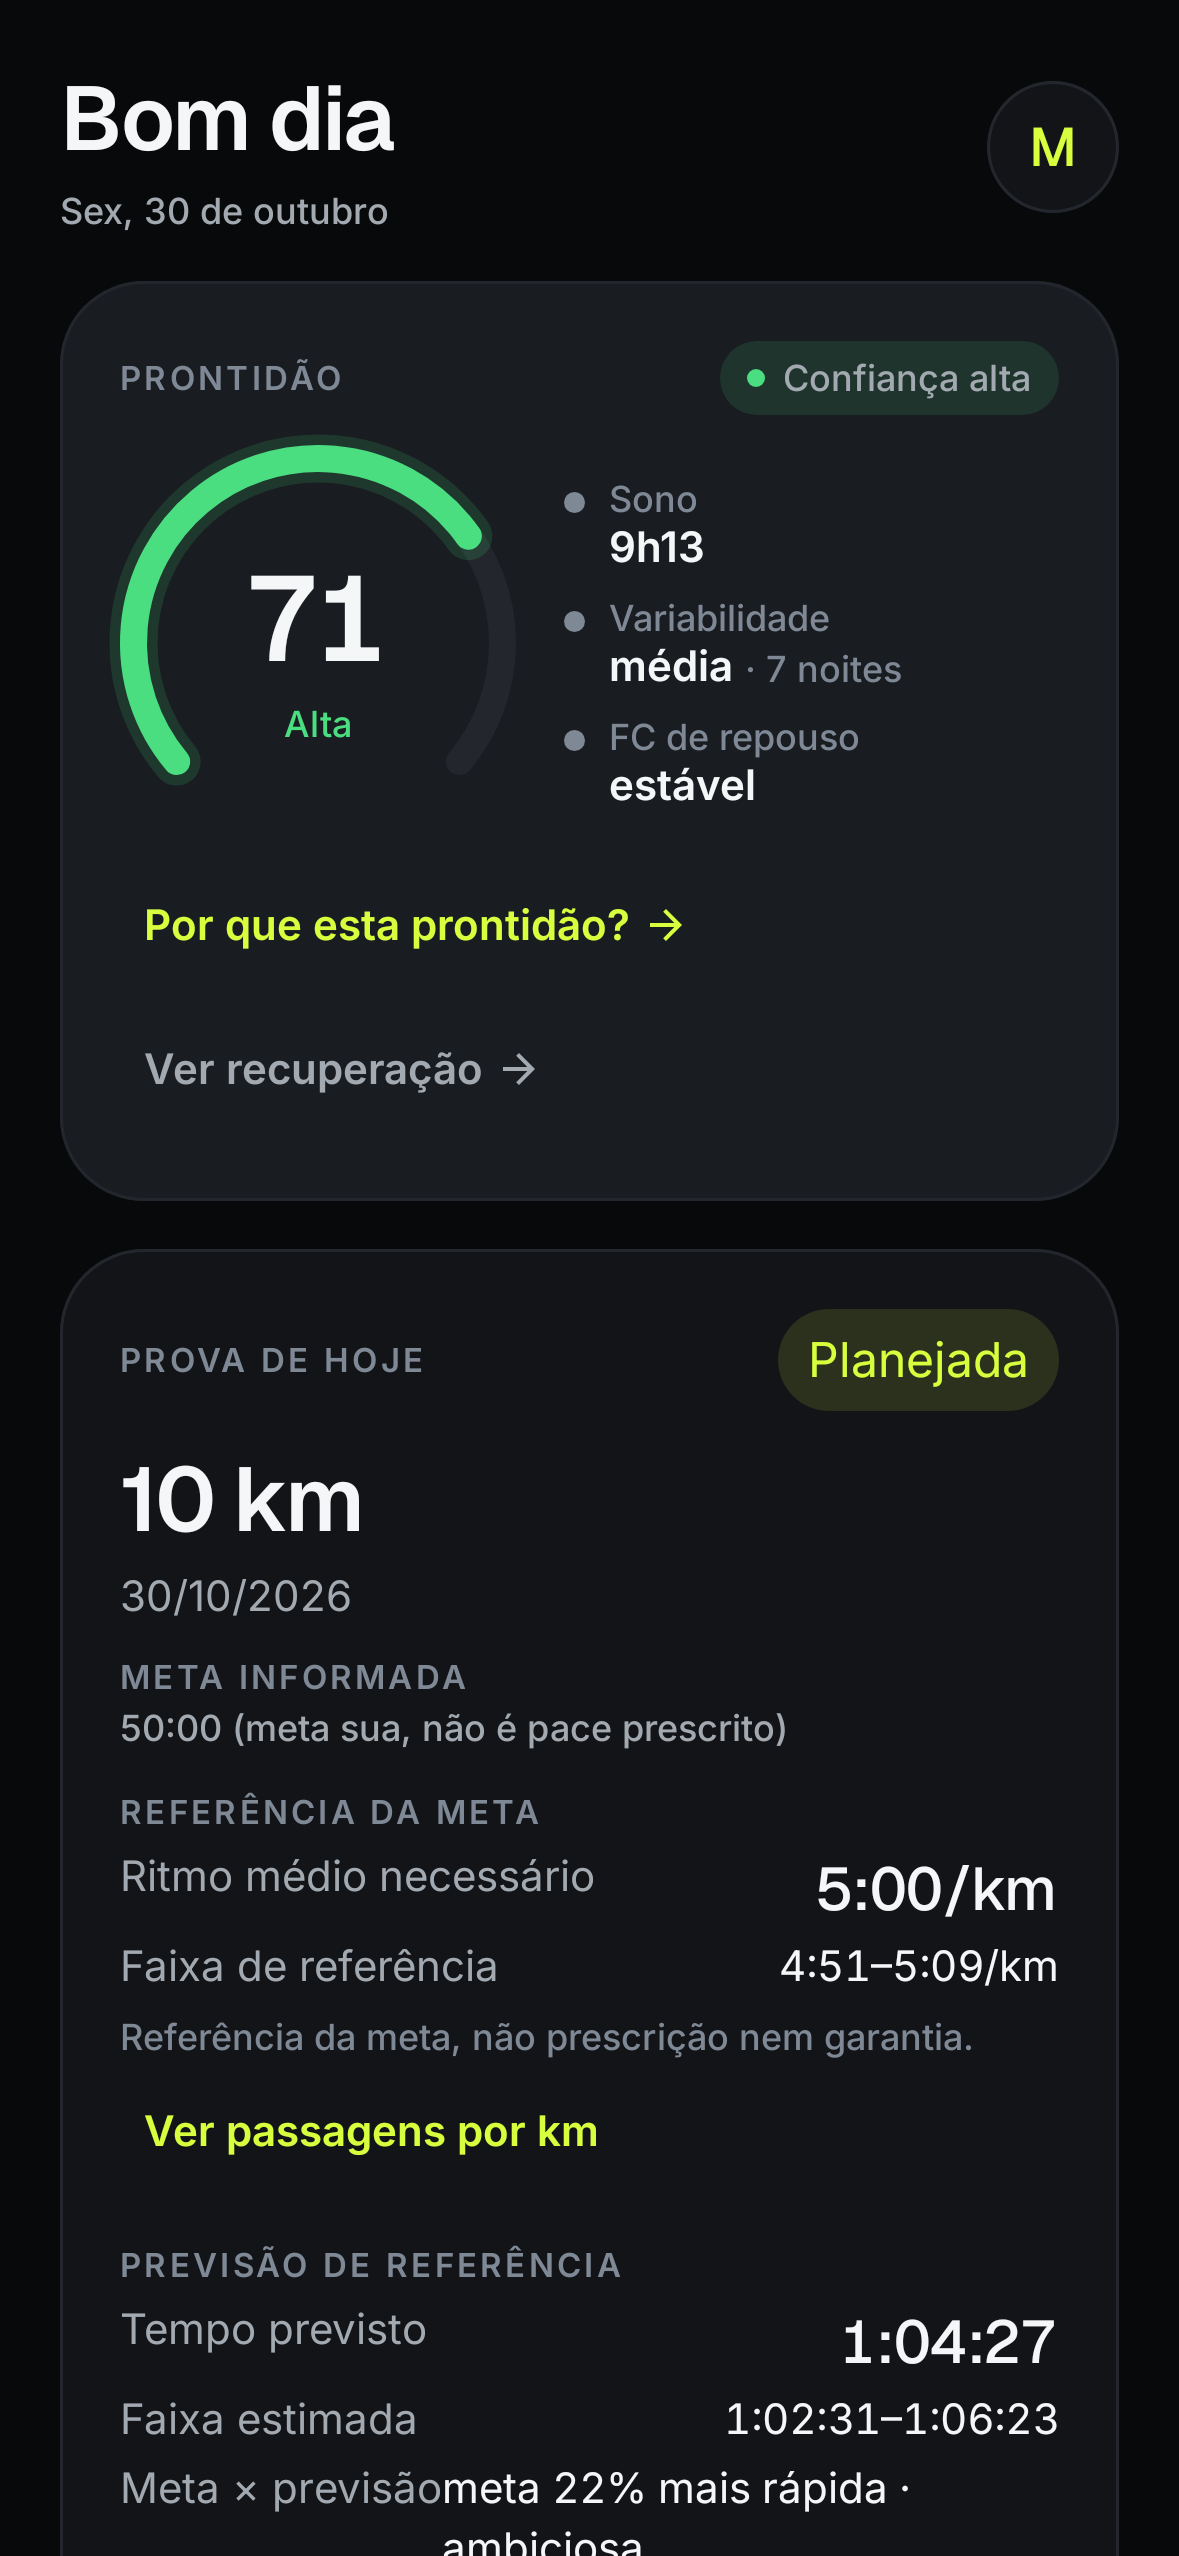 Bom dia
M
Sex, 30 de outubro
PRONTIDÃO
Confiança alta
71
Alta
Sono
9h13
Variabilidade
média · 7 noites
FC de repouso
estável
Por que esta prontidão? →
Ver recuperação →
PROVA DE HOJE
Planejada
10 km
30/10/2026
META INFORMADA
50:00 (meta sua, não é pace prescrito)
REFERÊNCIA DA META
Ritmo médio necessário 5:00/km
Faixa de referência 4:51–5:09/km
Referência da meta, não prescrição nem garantia.
Ver passagens por km
PREVISÃO DE REFERÊNCIA
Tempo previsto 1:04:27
Faixa estimada 1:02:31–1:06:23
Meta × previsãometa 22% mais rápida ·
ambiciosa